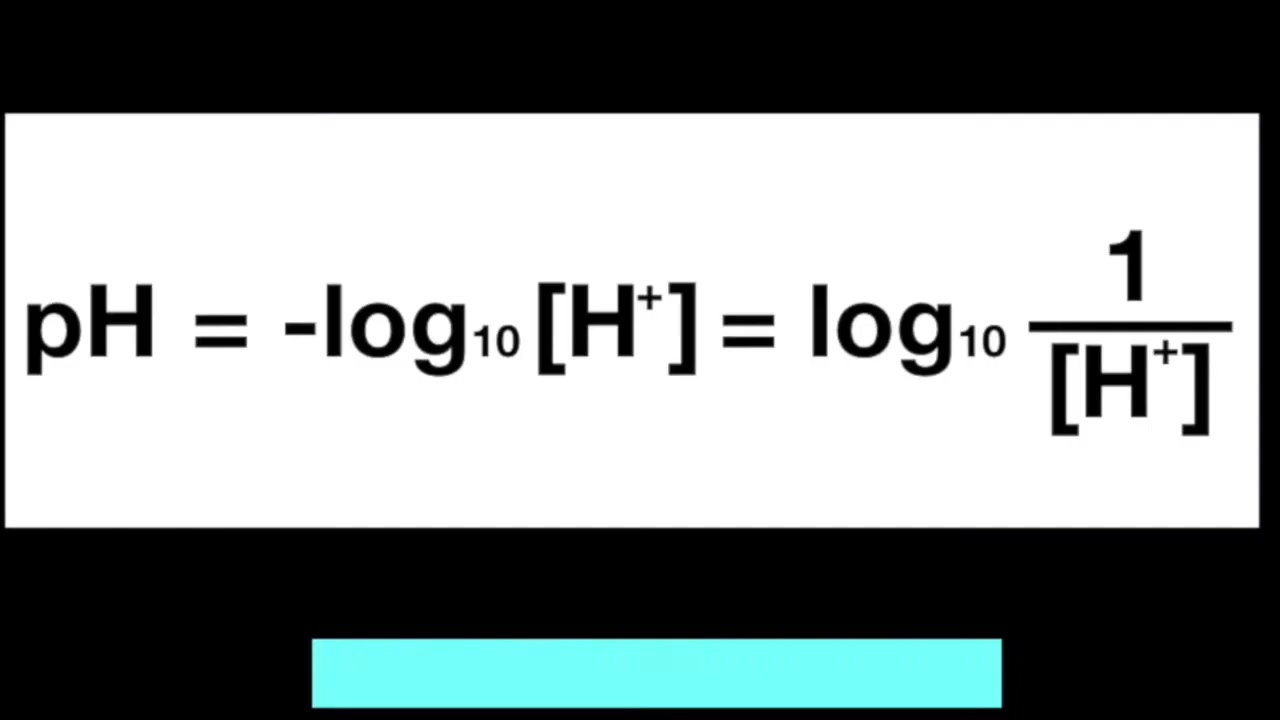 pH = -log₁₀ [H⁺] = log₁₀ 1/[H⁺]